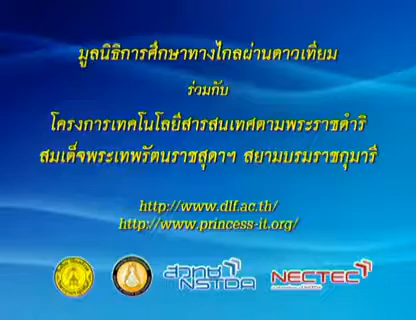 มูลนิธิการศึกษาทางไกลผ่านดาวเทียม
ร่วมกับ
โครงการเทคโนโลยีสารสนเทศตามพระราชดำริ
สมเด็จพระเทพรัตนราชสุดาฯ สยามบรมราชกุมารี
http://www.dlf.ac.th/
http://www.princess-it.org/
สวทช
NSTDA
NECTEC